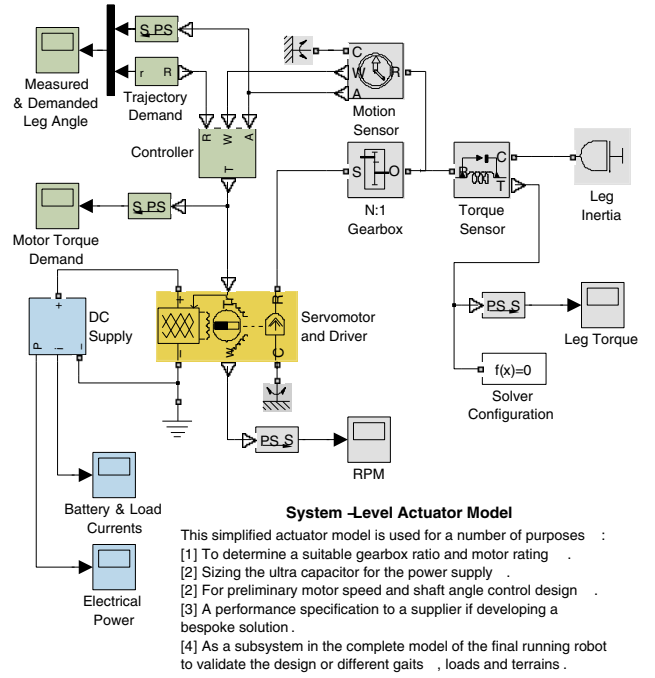 S PS
r R
Measured
& Demanded
Leg Angle
Trajectory
Demand
C
W
A
R
Motion
Sensor
R W A
T
Controller
S O
N:1
Gearbox
R C
T
Torque
Sensor
Leg
Inertia
S PS
Motor Torque
Demand
+
P i -
DC
Supply
+ T R
- W C
Servomotor
and Driver
PS S
Leg Torque
f(x)=0
Solver
Configuration
PS S
RPM
Battery & Load
Currents
Electrical
Power
System –Level Actuator Model
This simplified actuator model is used for a number of purposes :
[1] To determine a suitable gearbox ratio and motor rating .
[2] Sizing the ultra capacitor for the power supply .
[2] For preliminary motor speed and shaft angle control design .
[3] A performance specification to a supplier if developing a
bespoke solution .
[4] As a subsystem in the complete model of the final running robot
to validate the design or different gaits , loads and terrains .